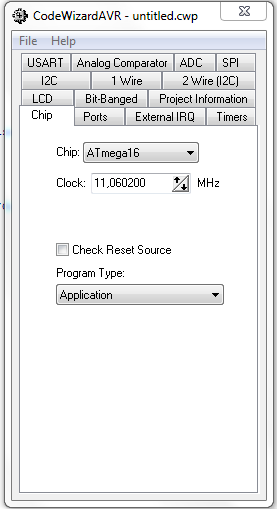 CodeWizardAVR - untitled.cwp
File Help
USART Analog Comparator ADC SPI
I2C 1 Wire 2 Wire (I2C)
LCD Bit-Banged Project Information
Chip Ports External IRQ Timers
Chip: ATmega16
Clock: 11,060200 MHz
Check Reset Source
Program Type:
Application